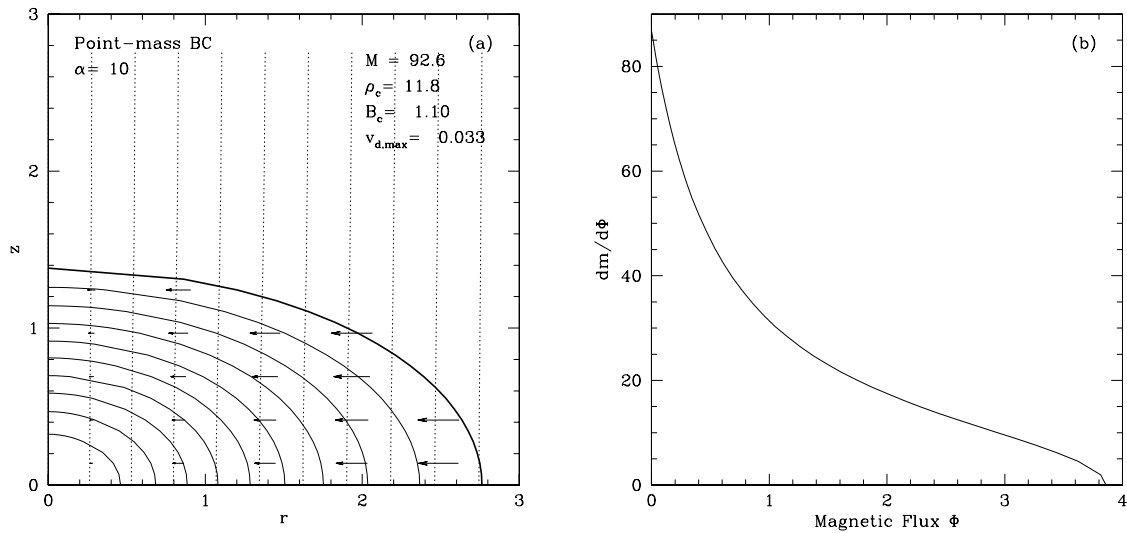 3
Point-mass BC
(a)
α= 10
M = 92.6
ρc= 11.8
Bc= 1.10
vd,max= 0.033
2
z
1
0
0 1 2 3
r
(b)
80
60
dm/dΦ
40
20
0
0 1 2 3 4
Magnetic Flux Φ